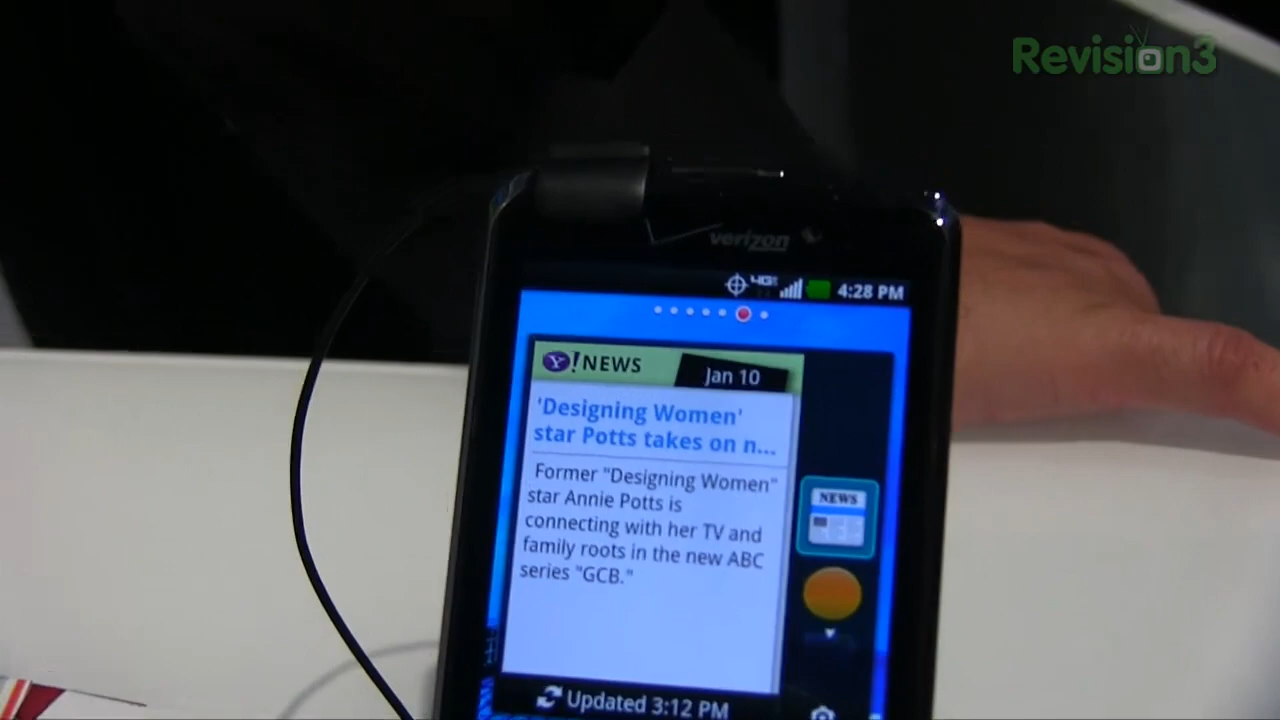 Revision3
verizon
4G 4:28 PM
Y! NEWS
Jan 10
'Designing Women'
star Potts takes on n...
Former "Designing Women"
star Annie Potts is
connecting with her TV and
family roots in the new ABC
series "GCB."
NEWS
Updated 3:12 PM